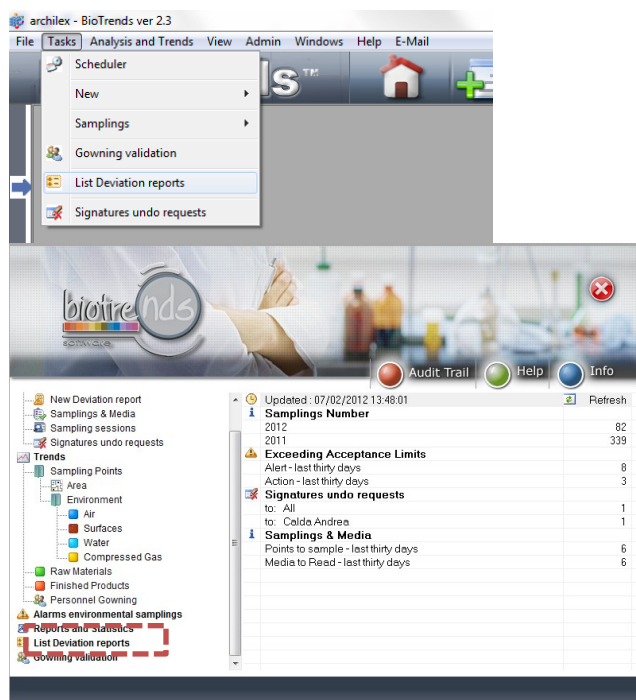 archilex - BioTrends ver 2.3
File Tasks Analysis and Trends View Admin Windows Help E-Mail
Scheduler
New
Samplings
Gowning validation
List Deviation reports
Signatures undo requests
ds™
biotrends
software
Audit Trail Help Info
New Deviation report
Samplings & Media
Sampling sessions
Signatures undo requests
Trends
Sampling Points
Area
Environment
Air
Surfaces
Water
Compressed Gas
Raw Materials
Finished Products
Personnel Gowning
Alarms environmental samplings
Reports and Statistics
List Deviation reports
Gowning validation
Updated : 07/02/2012 13:48:01 Refresh
Samplings Number
2012 82
2011 339
Exceeding Acceptance Limits
Alert - last thirty days 8
Action - last thirty days 3
Signatures undo requests
to: All 1
to: Calda Andrea 1
Samplings & Media
Points to sample - last thirty days 6
Media to Read - last thirty days 6